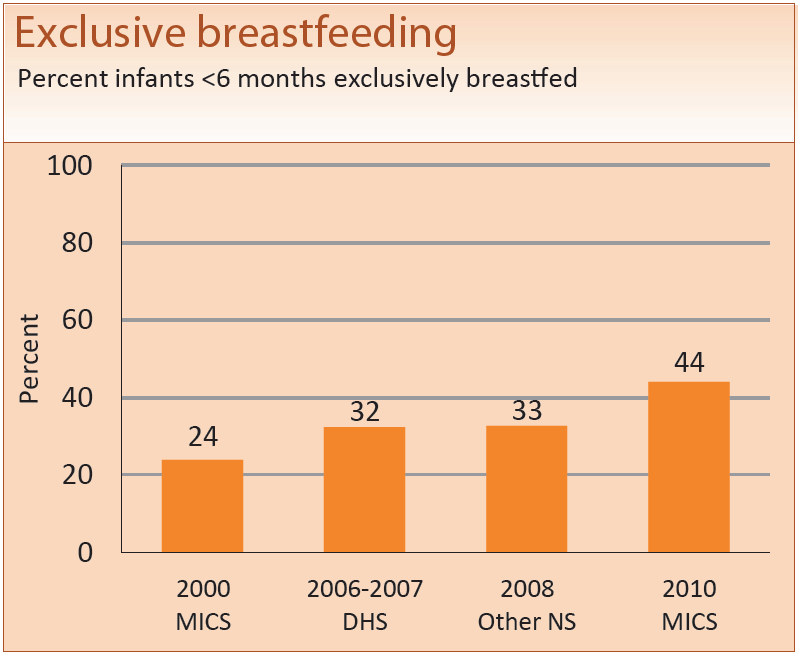 Exclusive breastfeeding
Percent infants <6 months exclusively breastfed
Percent
100
80
60
40
20
0
24
32
33
44
2000
MICS
2006-2007
DHS
2008
Other NS
2010
MICS